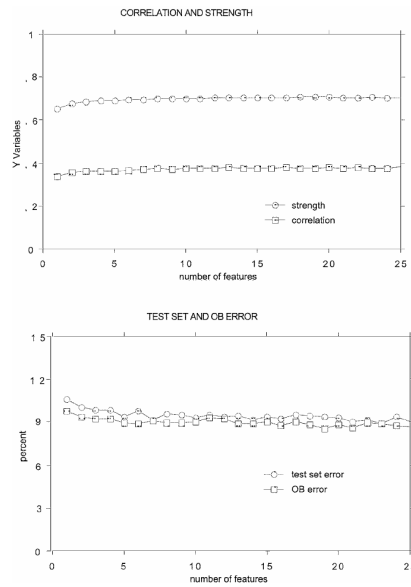 CORRELATION AND STRENGTH
1
. 8
. 6
. 4
. 2
0
Y Variables
strength
correlation
0 5 10 15 20 25
number of features
TEST SET AND OB ERROR
1 5
1 2
9
6
3
0
percent
test set error
OB error
0 5 10 15 20 2
number of features